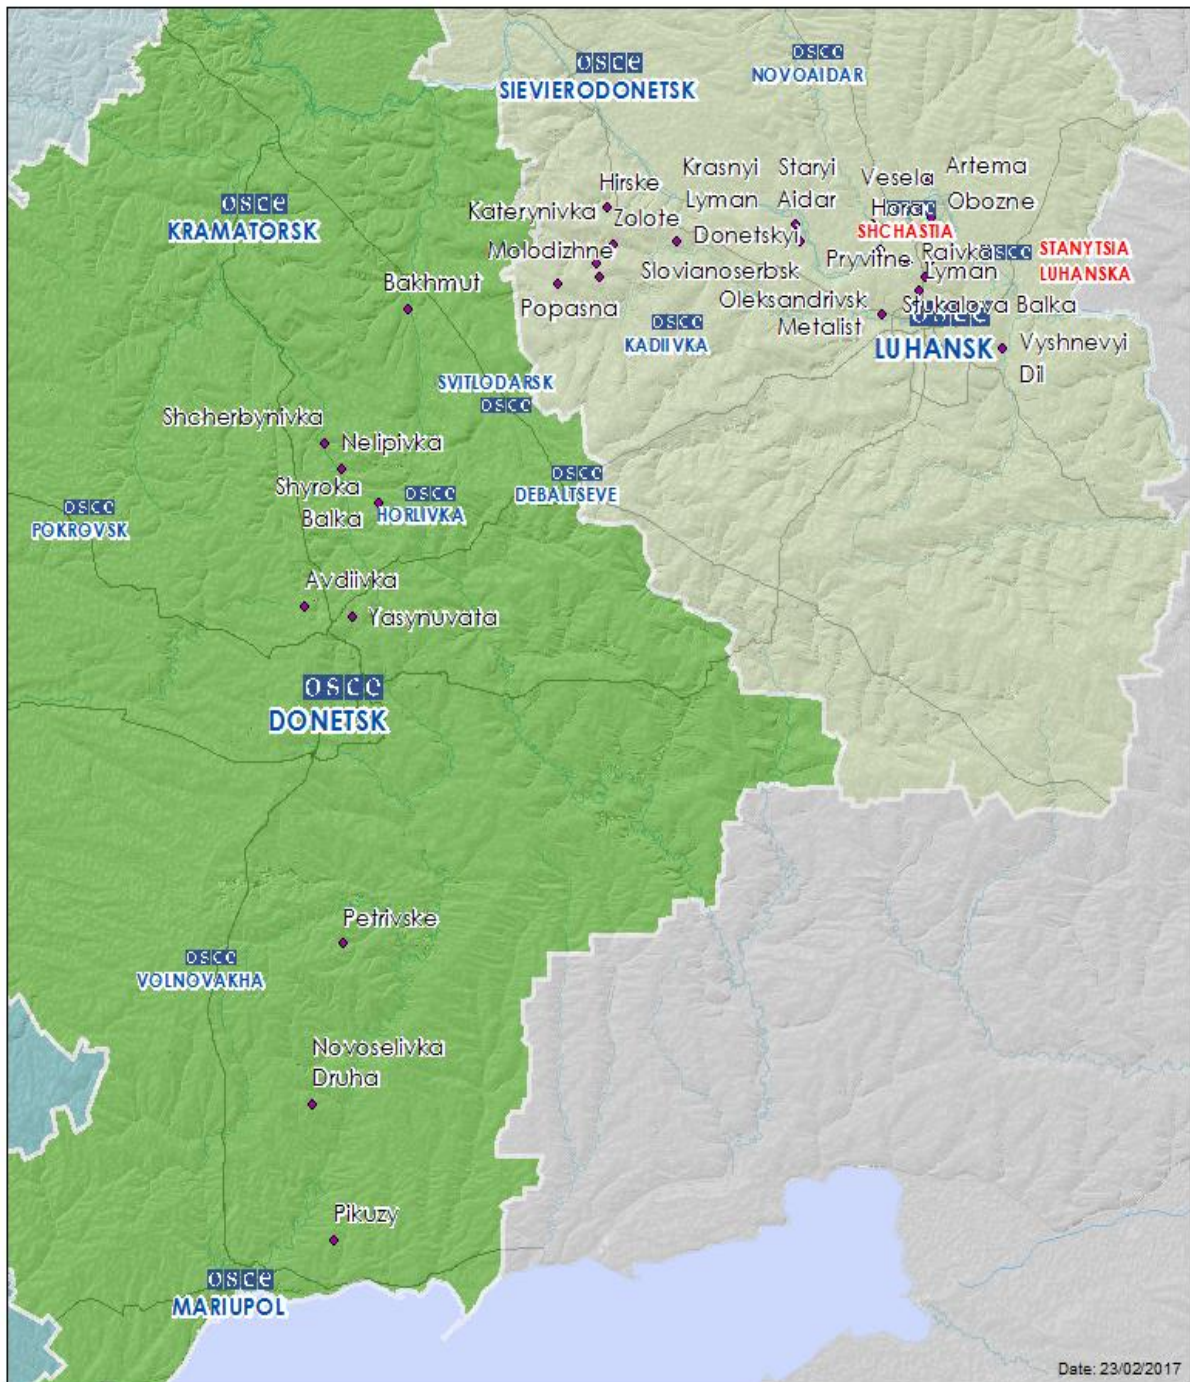 osce
SIEVIERODONETSK
osce
NOVOAIDAR
osce
KRAMATORSK
Hirske
Krasnyi
Lyman
Staryi
Aidar
Vesela
Hora
Artema
Obozne
Katerynivka
Zolote
Donetskyi
osce
SHCHASTIA
Molodizhne
Slovianoserbsk
Pryvitne
Raivka
Lyman
osce
STANYTSIA
LUHANSKA
Bakhmut
Popasna
Oleksandrivsk
Stukalova Balka
Metalist
osce
KADIIVKA
osce
LUHANSK
Vyshnevyi
Dil
SVITLODARSK
osce
Shcherbynivka
Nelipivka
Shyroka
Balka
osce
HORLIVKA
osce
DEBALTSEVE
osce
POKROVSK
Avdiivka
Yasynuvata
osce
DONETSK
Petrivske
osce
VOLNOVAKHA
Novoselivka
Druha
Pikuzy
osce
MARIUPOL
Date: 23/02/2017